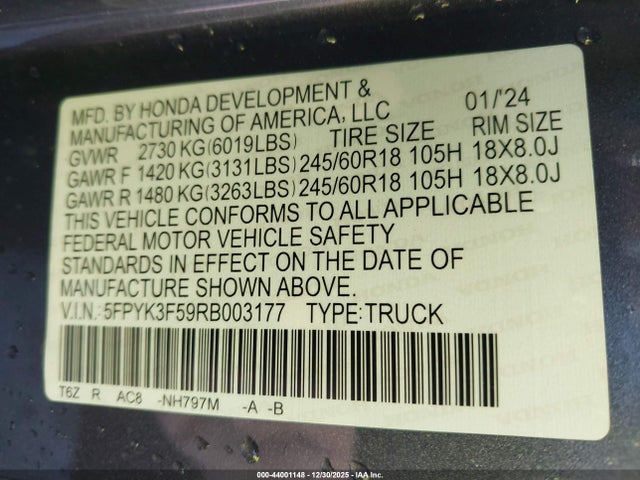 MFD. BY HONDA DEVELOPMENT &
MANUFACTURING OF AMERICA, LLC 01/'24
GVWR 2730 KG(6019LBS) TIRE SIZE RIM SIZE
GAWR F 1420 KG(3131LBS) 245/60R18 105H 18X8.0J
GAWR R 1480 KG(3263LBS) 245/60R18 105H 18X8.0J
THIS VEHICLE CONFORMS TO ALL APPLICABLE
FEDERAL MOTOR VEHICLE SAFETY
STANDARDS IN EFFECT ON THE DATE OF
MANUFACTURE SHOWN ABOVE.
V.I.N.: 5FPYK3F59RB003177 TYPE:TRUCK
T6Z R AC8 -NH797M -A -B
000-44001148 - 12/30/2025 - IAA Inc.